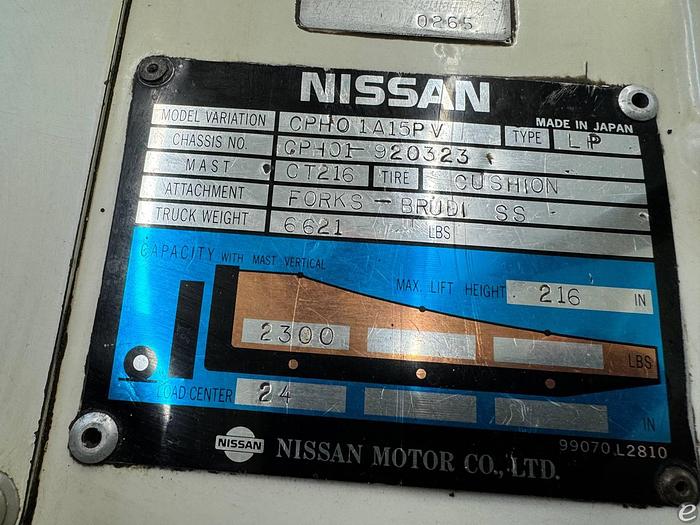 0265
NISSAN
MADE IN JAPAN
MODEL VARIATION CPH0 1A15PV TYPE LP
CHASSIS NO. CPH01-920323
MAST CT216 TIRE CUSHION
ATTACHMENT FORKS - BRUDI SS
TRUCK WEIGHT 6621 LBS
CAPACITY WITH MAST VERTICAL
MAX. LIFT HEIGHT 216 IN
2300 LBS
LOAD CENTER 24 IN
99070 L2810
NISSAN NISSAN MOTOR CO., LTD.
e